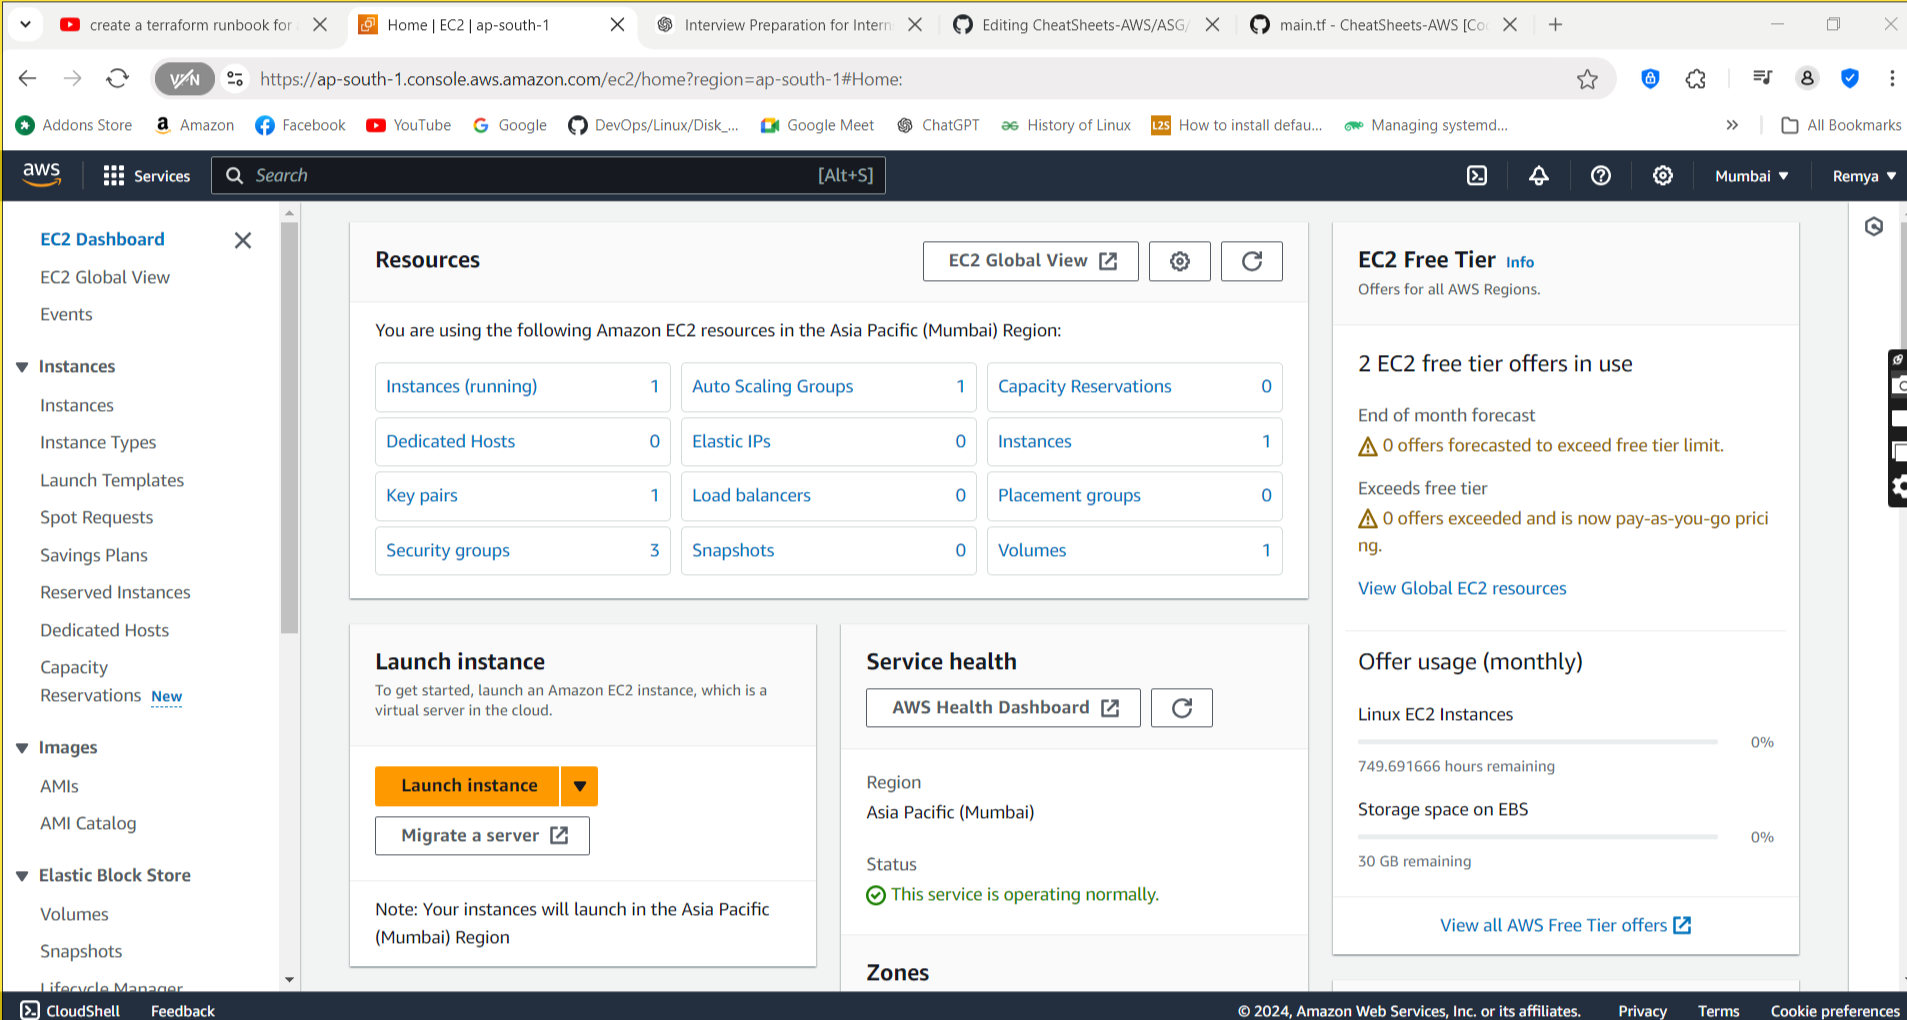 create a terraform runbook for
Home | EC2 | ap-south-1
Interview Preparation for Intern
Editing CheatSheets-AWS/ASG/
main.tf - CheatSheets-AWS [Co
VPN
https://ap-south-1.console.aws.amazon.com/ec2/home?region=ap-south-1#Home:
Addons Store
Amazon
Facebook
YouTube
Google
DevOps/Linux/Disk_...
Google Meet
ChatGPT
History of Linux
L2S
How to install defau...
Managing systemd...
All Bookmarks
aws
Services
Search
[Alt+S]
Mumbai
Remya
EC2 Dashboard
EC2 Global View
Events
Instances
Instances
Instance Types
Launch Templates
Spot Requests
Savings Plans
Reserved Instances
Dedicated Hosts
Capacity
Reservations New
Images
AMIs
AMI Catalog
Elastic Block Store
Volumes
Snapshots
Lifecycle Manager
Resources
EC2 Global View
You are using the following Amazon EC2 resources in the Asia Pacific (Mumbai) Region:
Instances (running) 1
Auto Scaling Groups 1
Capacity Reservations 0
Dedicated Hosts 0
Elastic IPs 0
Instances 1
Key pairs 1
Load balancers 0
Placement groups 0
Security groups 3
Snapshots 0
Volumes 1
Launch instance
To get started, launch an Amazon EC2 instance, which is a
virtual server in the cloud.
Launch instance
Migrate a server
Note: Your instances will launch in the Asia Pacific
(Mumbai) Region
Service health
AWS Health Dashboard
Region
Asia Pacific (Mumbai)
Status
This service is operating normally.
Zones
EC2 Free Tier Info
Offers for all AWS Regions.
2 EC2 free tier offers in use
End of month forecast
0 offers forecasted to exceed free tier limit.
Exceeds free tier
0 offers exceeded and is now pay-as-you-go prici
ng.
View Global EC2 resources
Offer usage (monthly)
Linux EC2 Instances
0%
749.691666 hours remaining
Storage space on EBS
0%
30 GB remaining
View all AWS Free Tier offers
CloudShell
Feedback
© 2024, Amazon Web Services, Inc. or its affiliates.
Privacy
Terms
Cookie preferences